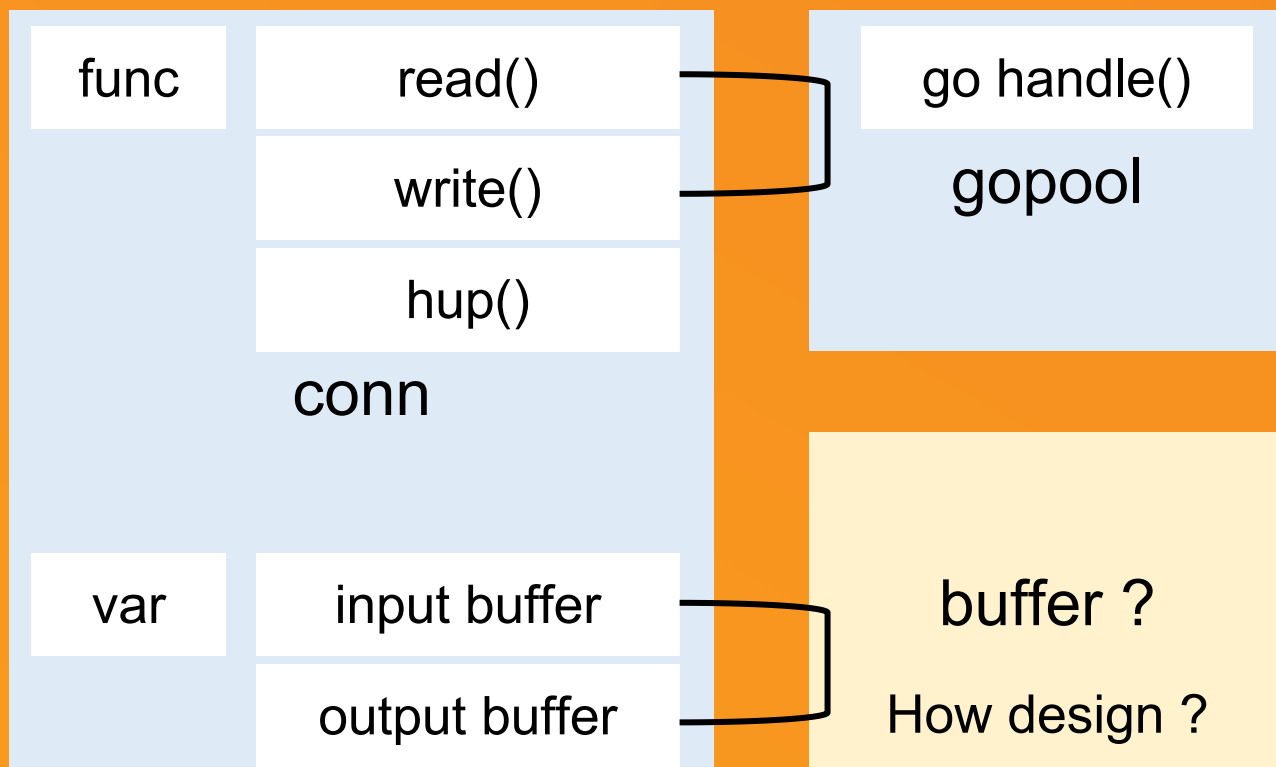 func
read()
write()
hup()
conn
var
input buffer
output buffer
go handle()
gopool
buffer ?
How design ?